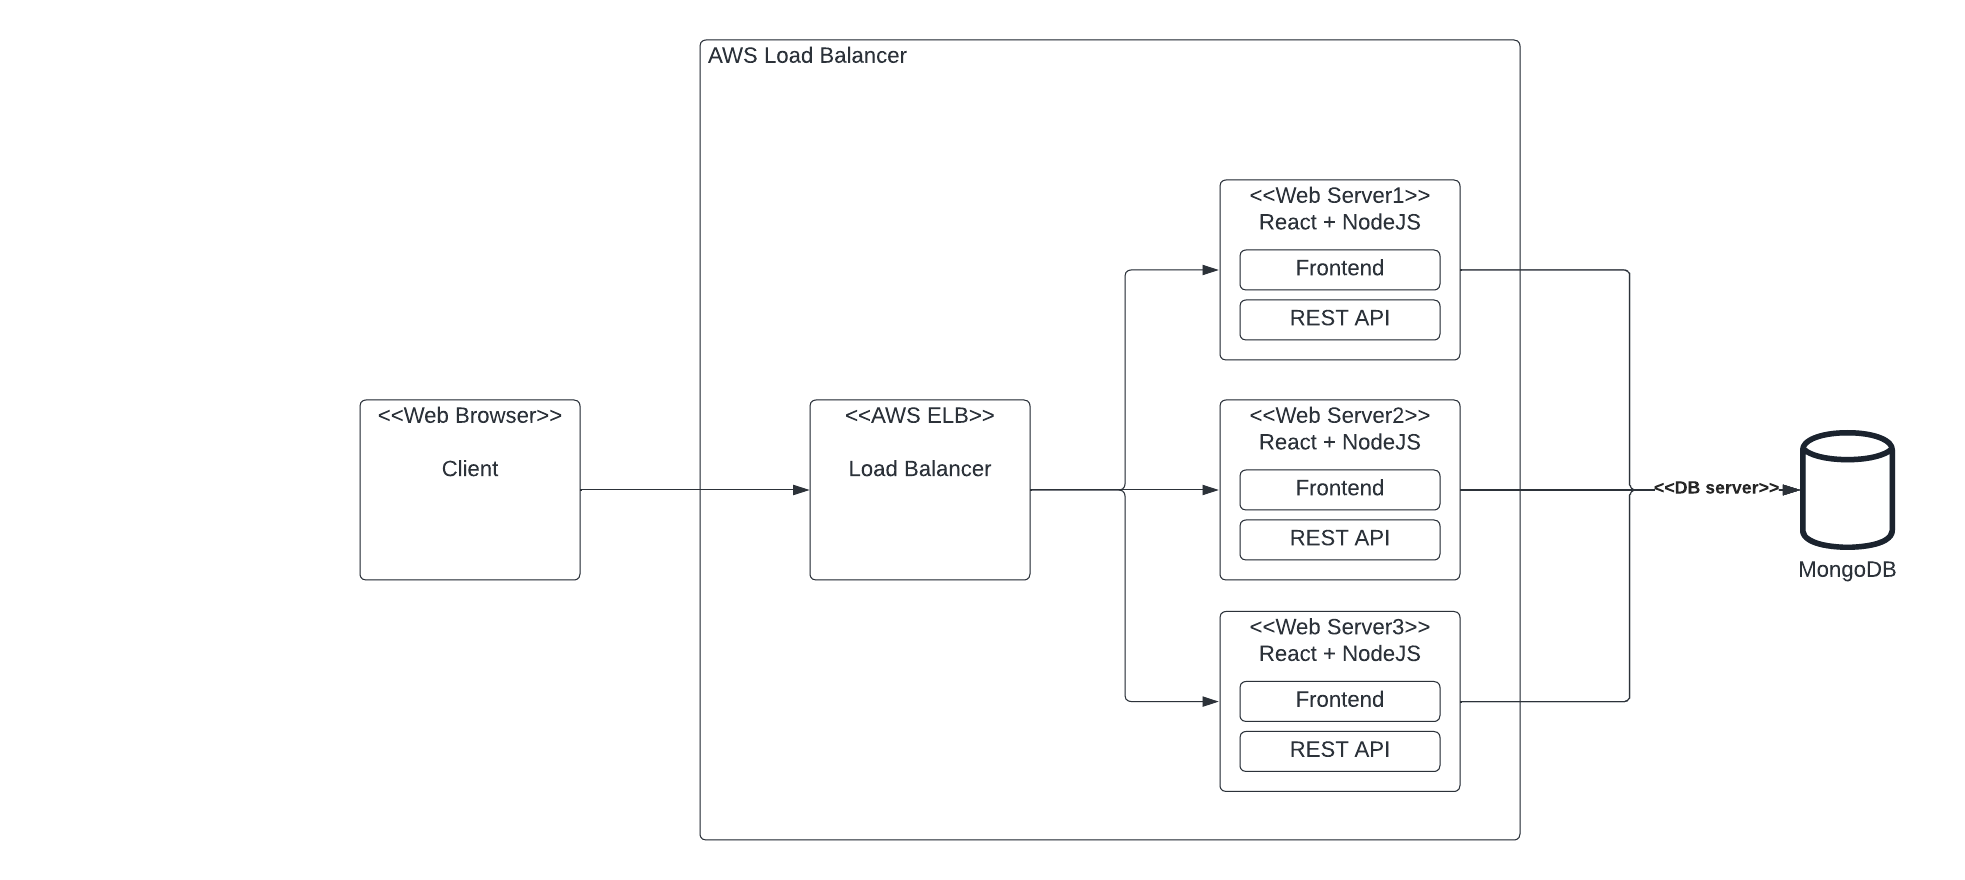 AWS Load Balancer
<<Web Server1>>
React + NodeJS
Frontend
REST API
<<Web Browser>>
Client
<<AWS ELB>>
Load Balancer
<<Web Server2>>
React + NodeJS
Frontend
REST API
<<DB server>>
MongoDB
<<Web Server3>>
React + NodeJS
Frontend
REST API